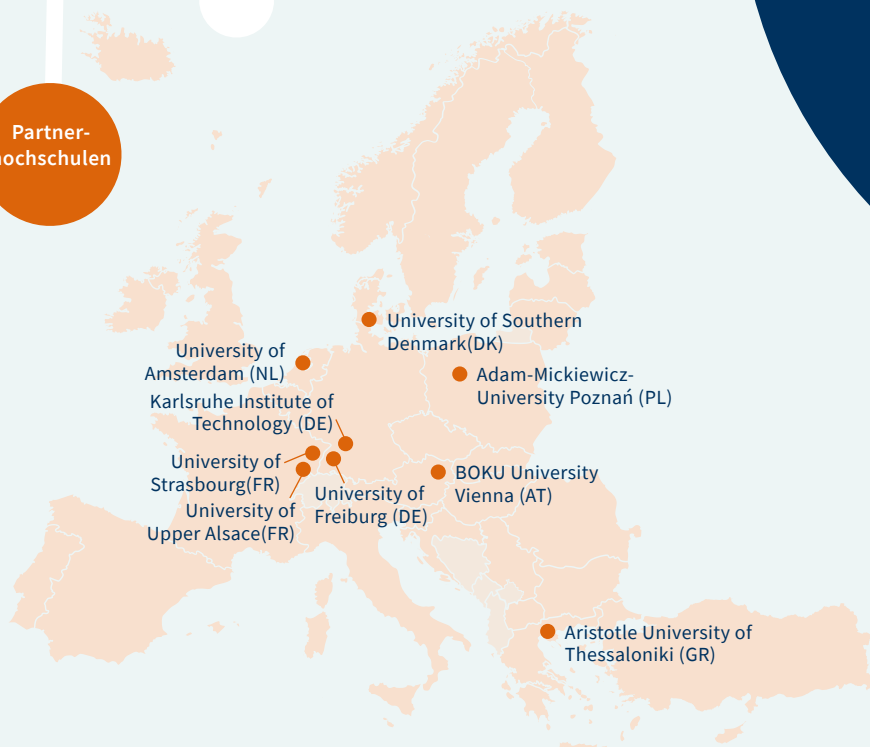 Partner-
hochschulen
University of Southern
Denmark(DK)
University of
Amsterdam (NL)
Adam-Mickiewicz-
University Poznań (PL)
Karlsruhe Institute of
Technology (DE)
University of
Strasbourg(FR)
BOKU University
Vienna (AT)
University of
Freiburg (DE)
University of
Upper Alsace(FR)
Aristotle University of
Thessaloniki (GR)